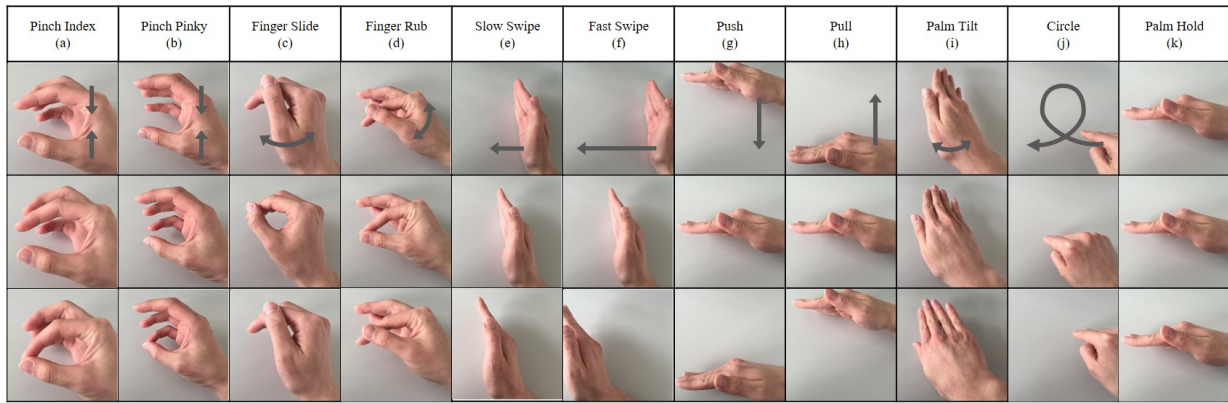 Pinch Index
(a)
Pinch Pinky
(b)
Finger Slide
(c)
Finger Rub
(d)
Slow Swipe
(e)
Fast Swipe
(f)
Push
(g)
Pull
(h)
Palm Tilt
(i)
Circle
(j)
Palm Hold
(k)